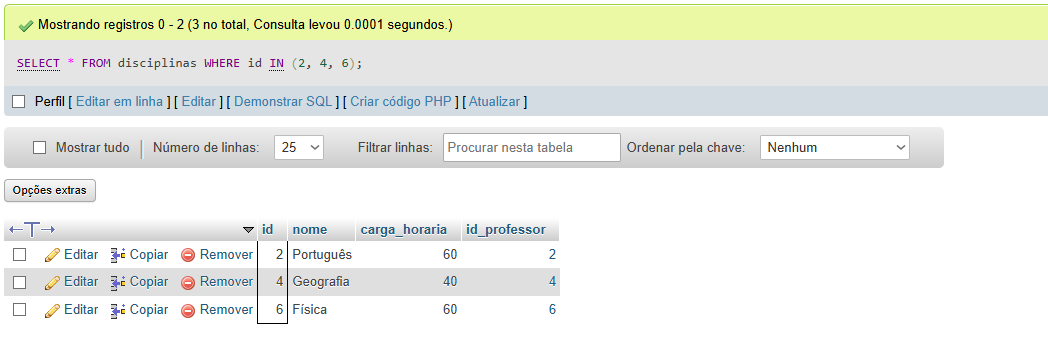 Mostrando registros 0 - 2 (3 no total, Consulta levou 0.0001 segundos.)
SELECT * FROM disciplinas WHERE id IN (2, 4, 6);
Perfil [ Editar em linha ] [ Editar ] [ Demonstrar SQL ] [ Criar código PHP ] [ Atualizar ]
Mostrar tudo | Número de linhas: 25 Filtrar linhas: Procurar nesta tabela Ordenar pela chave: Nenhum
Opções extras
←T→ id nome carga_horaria id_professor
Editar Copiar Remover 2 Português 60 2
Editar Copiar Remover 4 Geografia 40 4
Editar Copiar Remover 6 Física 60 6